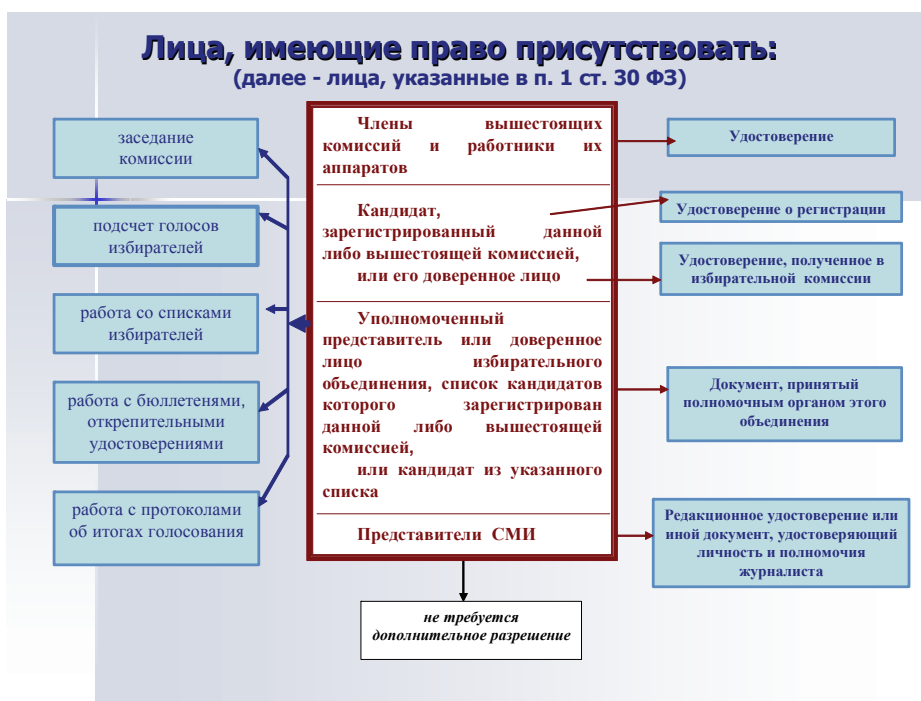 Лица, имеющие право присутствовать:
(далее - лица, указанные в п. 1 ст. 30 ФЗ)
заседание
комиссии
подсчет голосов
избирателей
работа со списками
избирателей
работа с бюллетенями,
открепительными
удостоверениями
работа с протоколами
об итогах голосования
Члены вышестоящих
комиссий и работники их
аппаратов
Кандидат,
зарегистрированный данной
либо вышестоящей комиссией,
или его доверенное лицо
Уполномоченный
представитель или доверенное
лицо избирательного
объединения, список кандидатов
которого зарегистрирован
данной либо вышестоящей
комиссией,
или кандидат из указанного
списка
Представители СМИ
Удостоверение
Удостоверение о регистрации
Удостоверение, полученное в
избирательной комиссии
Документ, принятый
полномочным органом этого
объединения
Редакционное удостоверение или
иной документ, удостоверяющий
личность и полномочия
журналиста
не требуется
дополнительное разрешение